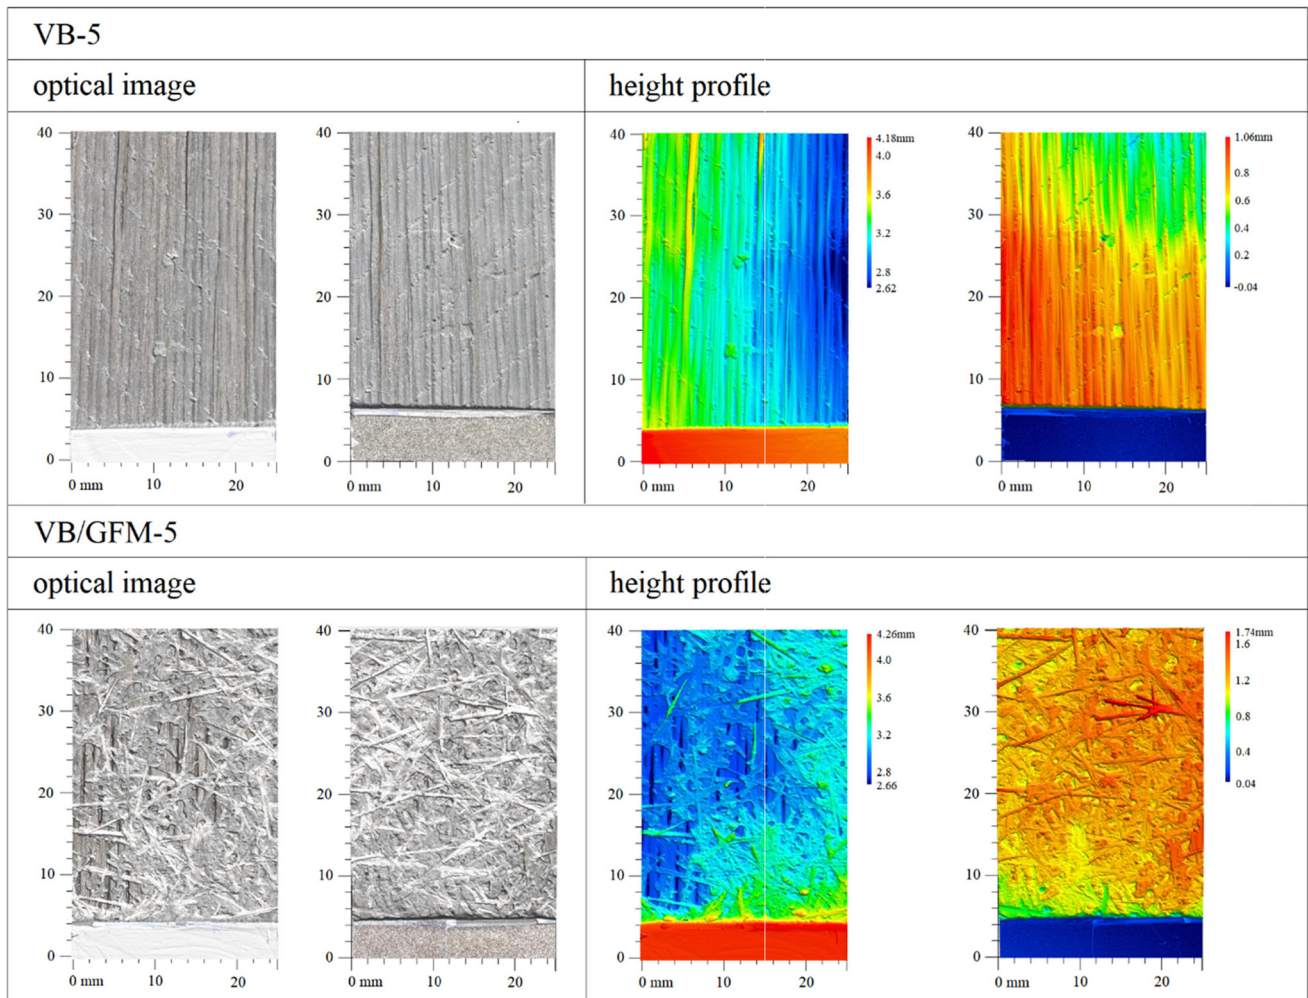 VB-5
optical image height profile
40 40 40 4.18mm 40 1.06mm
4.0
0.8
30 30 30 3.6 30 0.6
3.2 0.4
2.8 0.2
20 20 20 2.62 20 -0.04
10 10 10 10
0 0 0 0
0 mm 10 20 0 mm 10 20 0 mm 10 20 0 mm 10 20
VB/GFM-5
optical image height profile
40 40 40 4.26mm 40 1.74mm
4.0 1.6
3.6 1.2
30 30 30 30 0.8
3.2
0.4
2.8
20 20 20 2.66 20 0.04
10 10 10 10
0 0 0 0
0 mm 10 20 0 mm 10 20 0 mm 10 20 0 mm 10 20